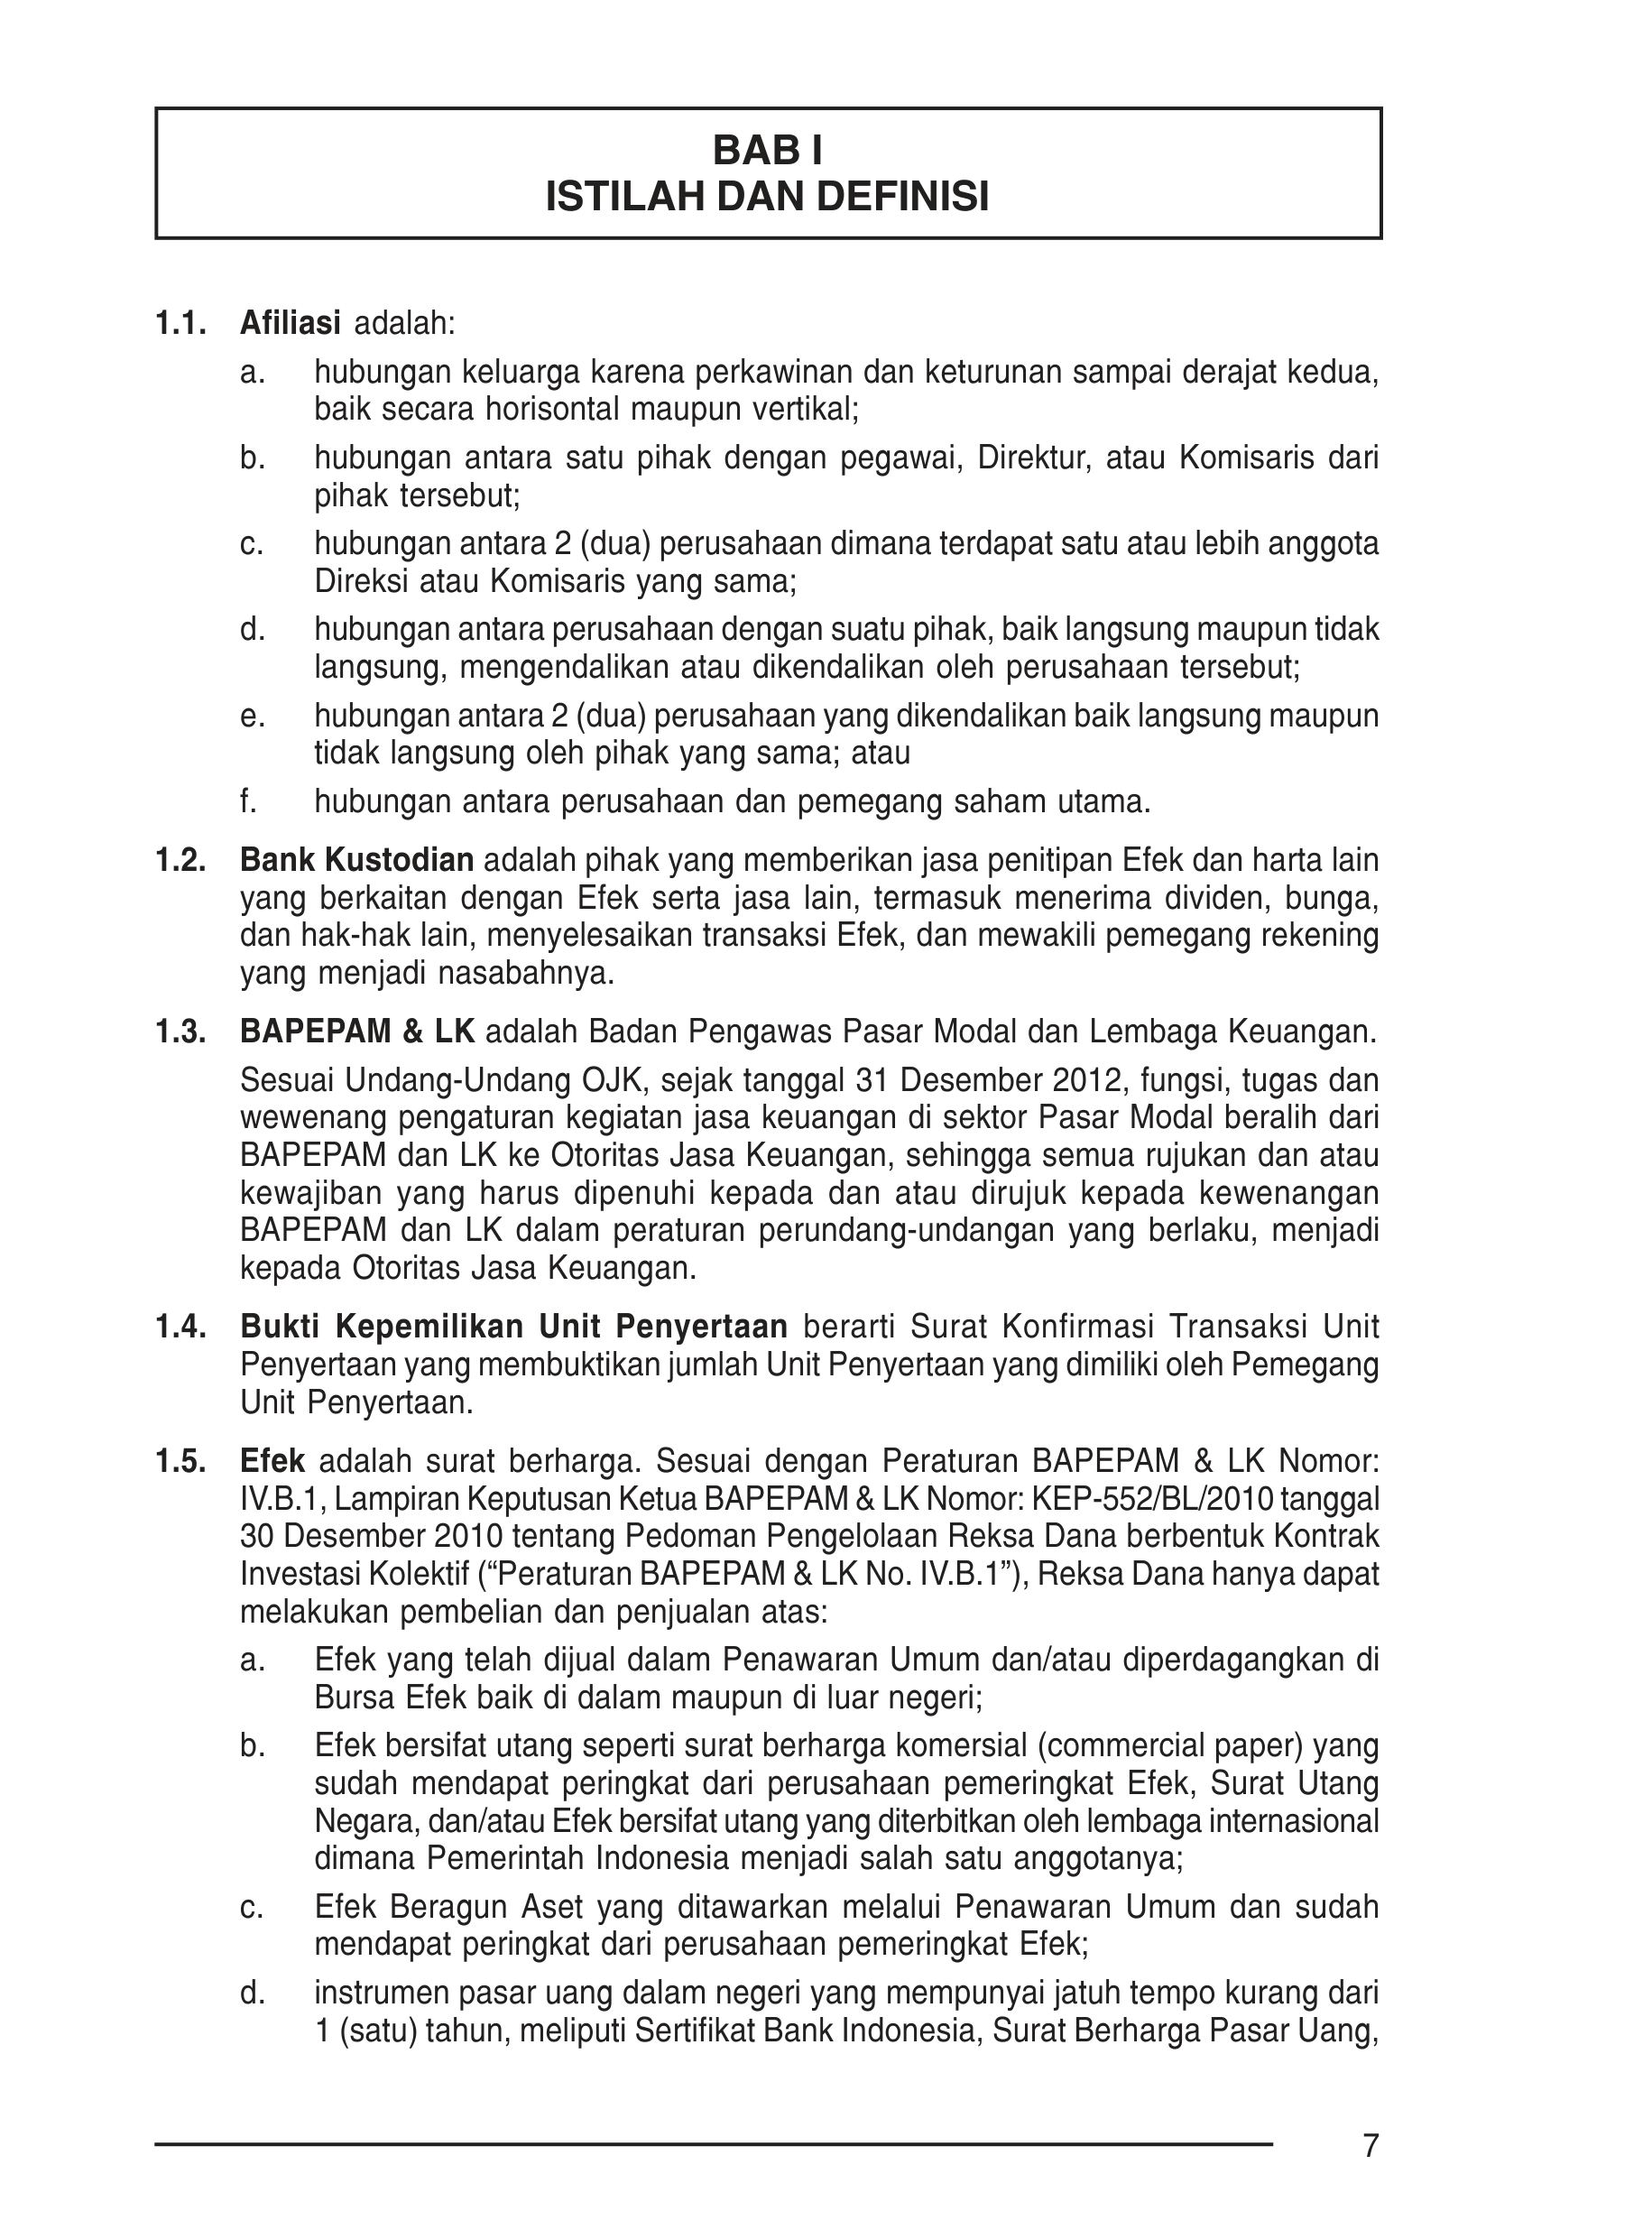 BAB I
ISTILAH DAN DEFINISI
1.1. Afiliasi adalah:
a. hubungan keluarga karena perkawinan dan keturunan sampai derajat kedua,
baik secara horisontal maupun vertikal;
b. hubungan antara satu pihak dengan pegawai, Direktur, atau Komisaris dari
pihak tersebut;
c. hubungan antara 2 (dua) perusahaan dimana terdapat satu atau lebih anggota
Direksi atau Komisaris yang sama;
d. hubungan antara perusahaan dengan suatu pihak, baik langsung maupun tidak
langsung, mengendalikan atau dikendalikan oleh perusahaan tersebut;
e. hubungan antara 2 (dua) perusahaan yang dikendalikan baik langsung maupun
tidak langsung oleh pihak yang sama; atau
f. hubungan antara perusahaan dan pemegang saham utama.
1.2. Bank Kustodian adalah pihak yang memberikan jasa penitipan Efek dan harta lain
yang berkaitan dengan Efek serta jasa lain, termasuk menerima dividen, bunga,
dan hak-hak lain, menyelesaikan transaksi Efek, dan mewakili pemegang rekening
yang menjadi nasabahnya.
1.3. BAPEPAM & LK adalah Badan Pengawas Pasar Modal dan Lembaga Keuangan.
Sesuai Undang-Undang OJK, sejak tanggal 31 Desember 2012, fungsi, tugas dan
wewenang pengaturan kegiatan jasa keuangan di sektor Pasar Modal beralih dari
BAPEPAM dan LK ke Otoritas Jasa Keuangan, sehingga semua rujukan dan atau
kewajiban yang harus dipenuhi kepada dan atau dirujuk kepada kewenangan
BAPEPAM dan LK dalam peraturan perundang-undangan yang berlaku, menjadi
kepada Otoritas Jasa Keuangan.
1.4. Bukti Kepemilikan Unit Penyertaan berarti Surat Konfirmasi Transaksi Unit
Penyertaan yang membuktikan jumlah Unit Penyertaan yang dimiliki oleh Pemegang
Unit Penyertaan.
1.5. Efek adalah surat berharga. Sesuai dengan Peraturan BAPEPAM & LK Nomor:
IV.B.1, Lampiran Keputusan Ketua BAPEPAM & LK Nomor: KEP-552/BL/2010 tanggal
30 Desember 2010 tentang Pedoman Pengelolaan Reksa Dana berbentuk Kontrak
Investasi Kolektif (“Peraturan BAPEPAM & LK No. IV.B.1”), Reksa Dana hanya dapat
melakukan pembelian dan penjualan atas:
a. Efek yang telah dijual dalam Penawaran Umum dan/atau diperdagangkan di
Bursa Efek baik di dalam maupun di luar negeri;
b. Efek bersifat utang seperti surat berharga komersial (commercial paper) yang
sudah mendapat peringkat dari perusahaan pemeringkat Efek, Surat Utang
Negara, dan/atau Efek bersifat utang yang diterbitkan oleh lembaga internasional
dimana Pemerintah Indonesia menjadi salah satu anggotanya;
c. Efek Beragun Aset yang ditawarkan melalui Penawaran Umum dan sudah
mendapat peringkat dari perusahaan pemeringkat Efek;
d. instrumen pasar uang dalam negeri yang mempunyai jatuh tempo kurang dari
1 (satu) tahun, meliputi Sertifikat Bank Indonesia, Surat Berharga Pasar Uang,
7